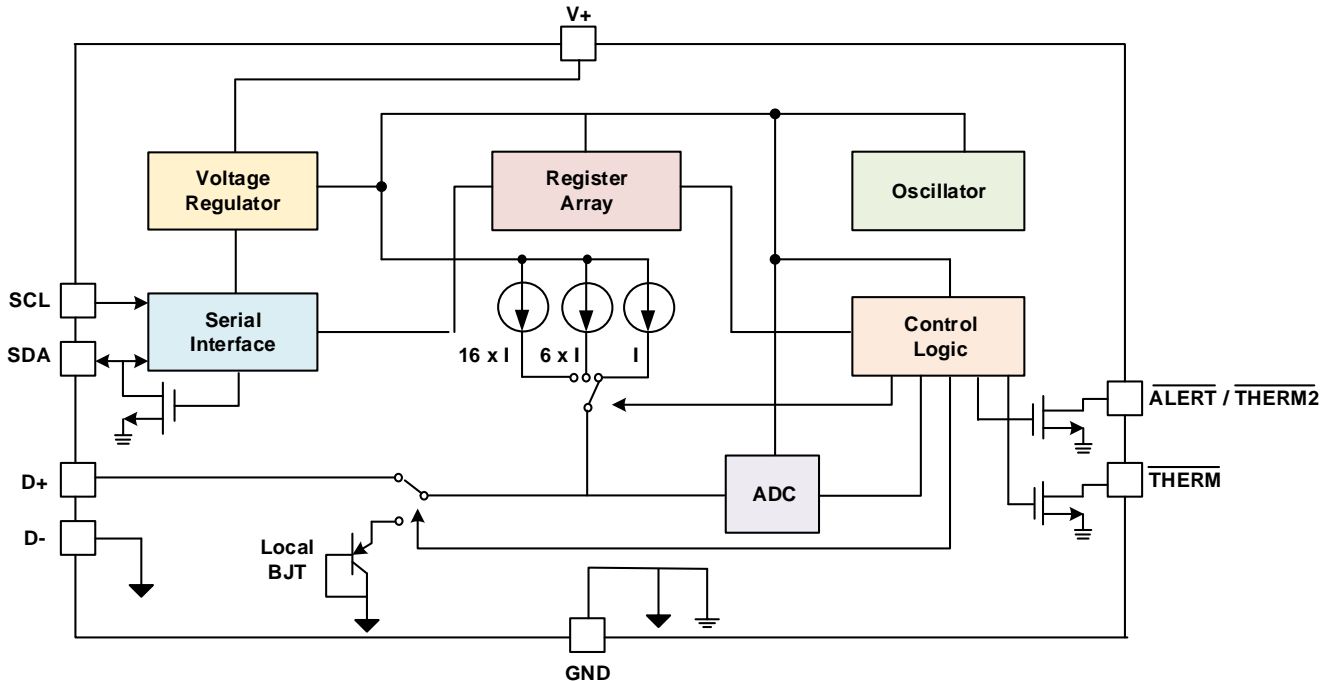 V+
Voltage
Regulator
Register
Array
Oscillator
SCL
SDA
Serial
Interface
16 x I
6 x I
I
Control
Logic
ALERT / THERM2
THERM
D+
D-
ADC
Local
BJT
GND